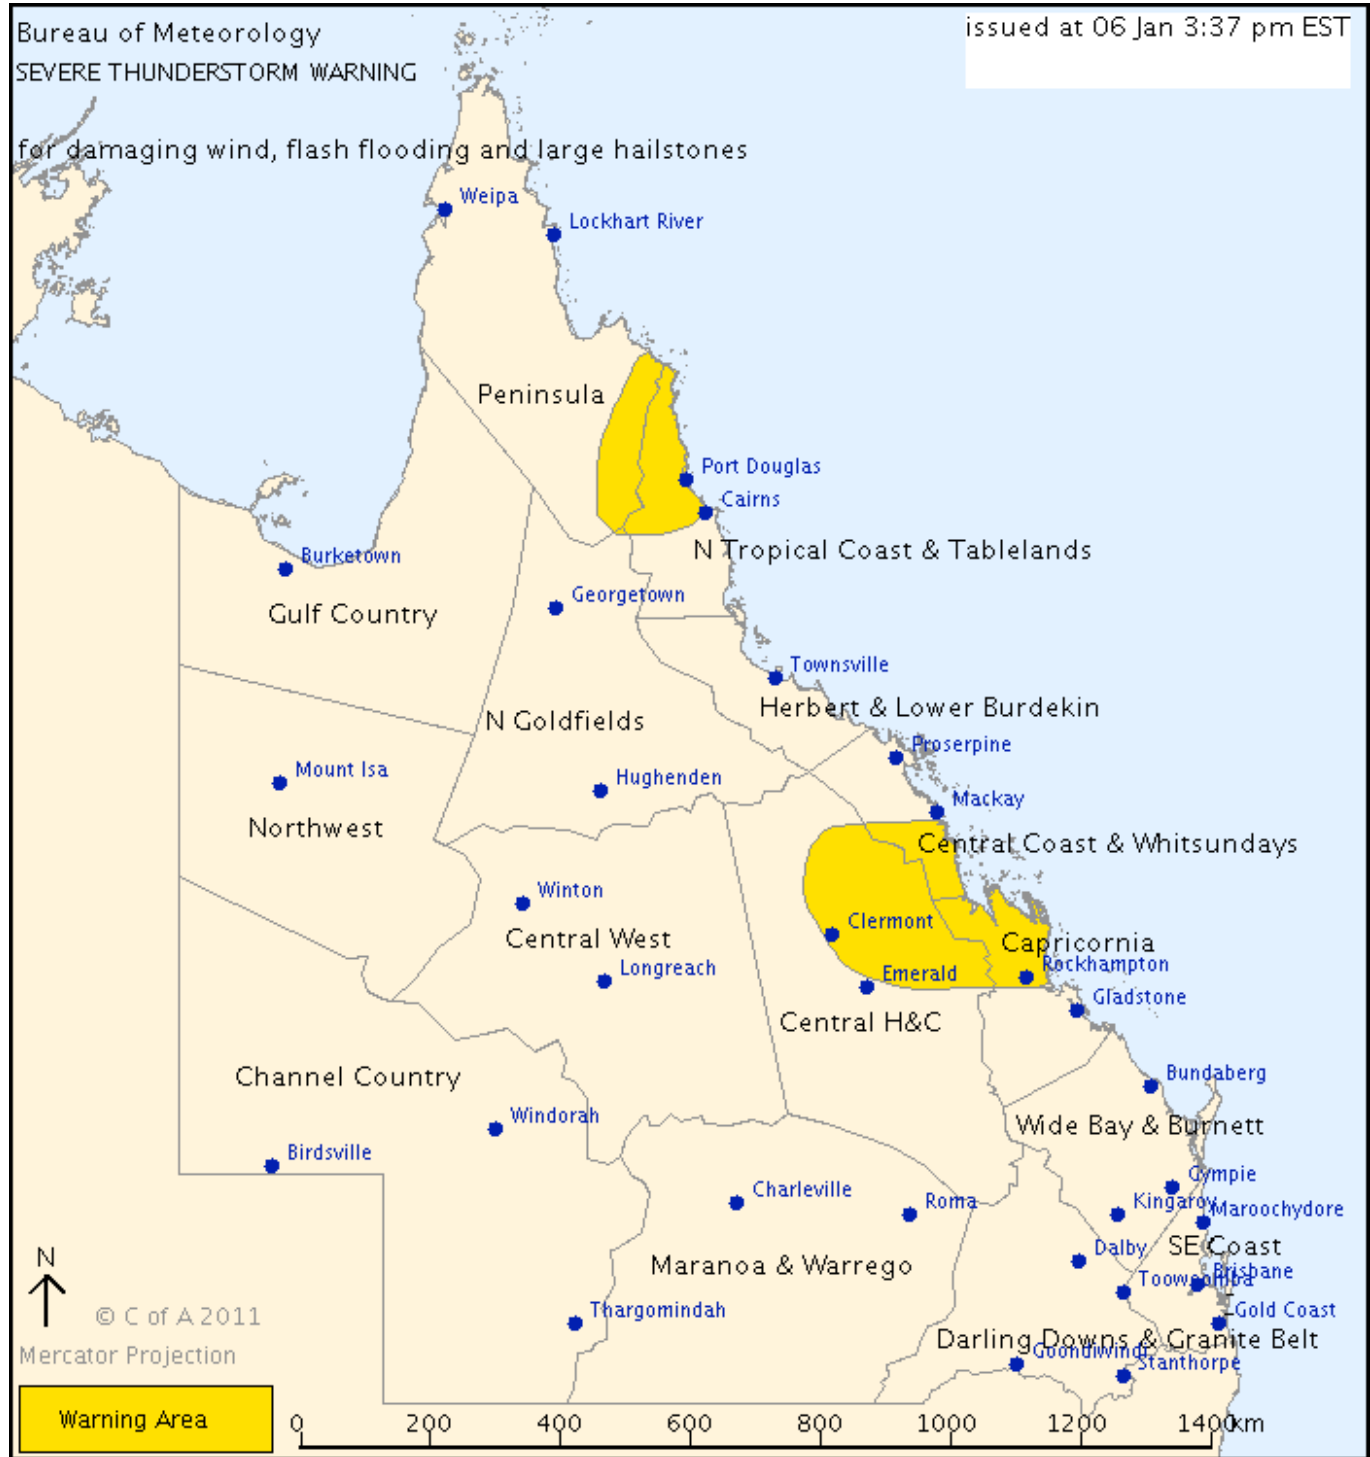 Bureau of Meteorology
issued at 06 Jan 3:37 pm EST
SEVERE THUNDERSTORM WARNING
for damaging wind, flash flooding and large hailstones
Weipa
Lockhart River
Peninsula
Port Douglas
Cairns
N Tropical Coast & Tablelands
Burketown
Georgetown
Gulf Country
Townsville
Herbert & Lower Burdekin
N Goldfields
Proserpine
Mount Isa
Hughenden
Mackay
Northwest
Central Coast & Whitsundays
Winton
Clermont
Central West
Capricornia
Longreach
Emerald
Rockhampton
Gladstone
Central H&C
Channel Country
Bundaberg
Windorah
Wide Bay & Burnett
Birdsville
Gympie
Charleville
Roma
Kingaroy
Maroochydore
Dalby
SE Coast
Maranoa & Warrego
Toowoomba
Brisbane
Thargomindah
Gold Coast
Darling Downs & Granite Belt
Goondiwindi
Stanthorpe
N
© C of A 2011
Mercator Projection
Warning Area
0 200 400 600 800 1000 1200 1400km